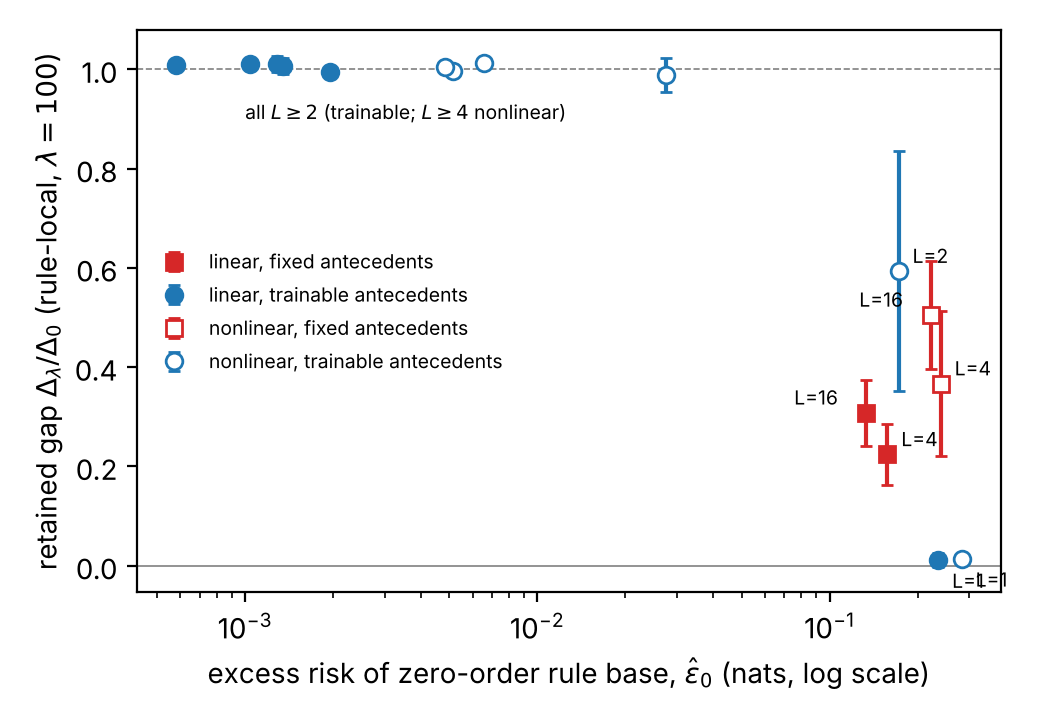 retained gap Δ_λ/Δ_0 (rule-local, λ = 100)
1.0
0.8
0.6
0.4
0.2
0.0
all L ≥ 2 (trainable; L ≥ 4 nonlinear)
linear, fixed antecedents
linear, trainable antecedents
nonlinear, fixed antecedents
nonlinear, trainable antecedents
L=2
L=16
L=4
L=16
L=4
L=1
L=1
10⁻³
10⁻²
10⁻¹
excess risk of zero-order rule base, ε̂₀ (nats, log scale)